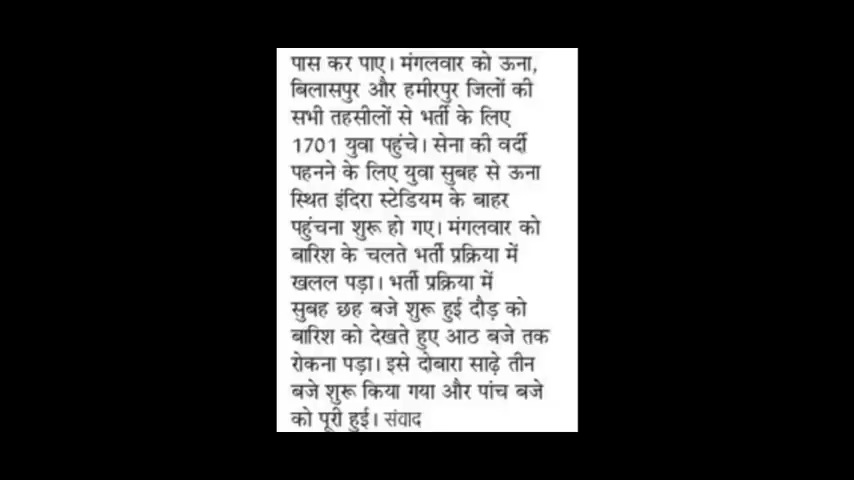 पास कर पाए। मंगलवार को ऊना,
बिलासपुर और हमीरपुर जिलों की
सभी तहसीलों से भर्ती के लिए
1701 युवा पहुंचे। सेना की वर्दी
पहनने के लिए युवा सुबह से ऊना
स्थित इंदिरा स्टेडियम के बाहर
पहुंचना शुरू हो गए। मंगलवार को
बारिश के चलते भर्ती प्रक्रिया में
खलल पड़ा। भर्ती प्रक्रिया में
सुबह छह बजे शुरू हुई दौड़ को
बारिश को देखते हुए आठ बजे तक
रोकना पड़ा। इसे दोबारा साढ़े तीन
बजे शुरू किया गया और पांच बजे
को पूरी हुई। संवाद